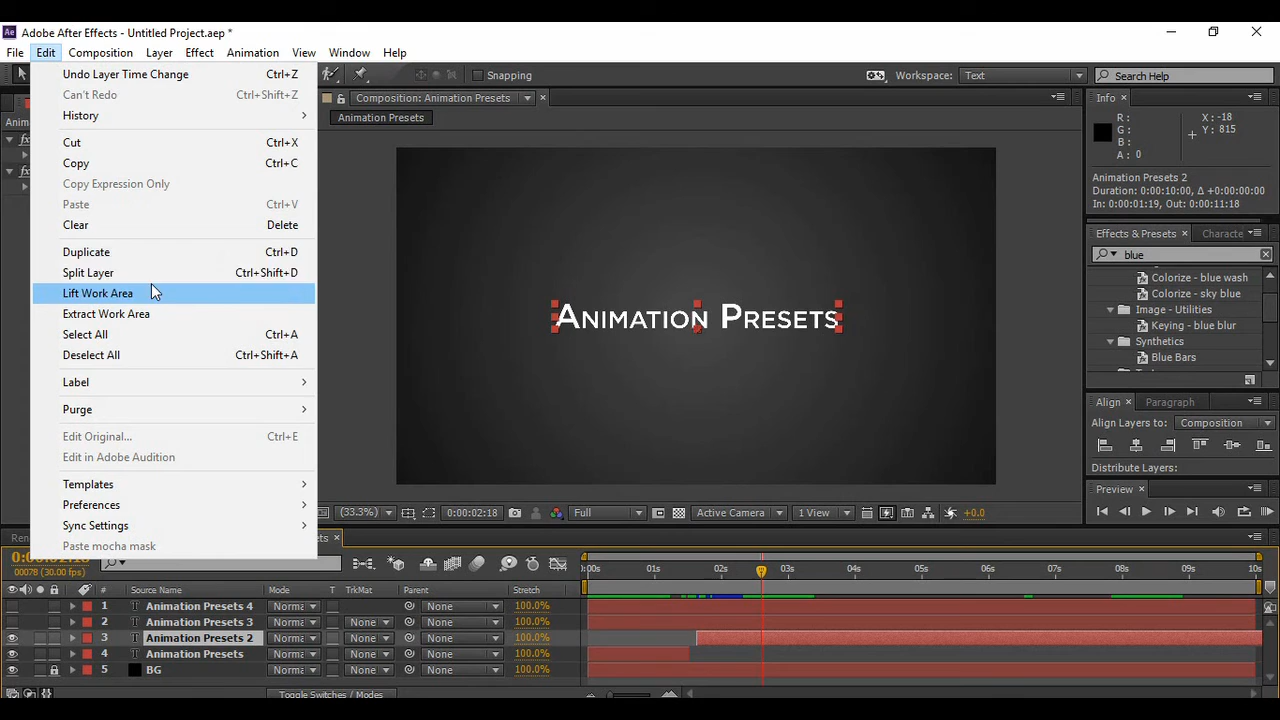 Adobe After Effects - Untitled Project.aep *
File Edit Composition Layer Effect Animation View Window Help
Undo Layer Time Change Ctrl+Z
Can't Redo Ctrl+Shift+Z
History
Cut Ctrl+X
Copy Ctrl+C
Copy Expression Only
Paste Ctrl+V
Clear Delete
Duplicate Ctrl+D
Split Layer Ctrl+Shift+D
Lift Work Area
Extract Work Area
Select All Ctrl+A
Deselect All Ctrl+Shift+A
Label
Purge
Edit Original... Ctrl+E
Edit in Adobe Audition
Templates
Preferences
Sync Settings
Paste mocha mask
Snapping
Workspace: Text
Search Help
Composition: Animation Presets
Animation Presets
Animation Presets
(33.3%) 0:00:02:18 Full Active Camera 1 View +0.0
Info
R:
G:
B:
A: 0
X: -18
Y: 815
Animation Presets 2
Duration: 0:00:10:00, Δ +0:00:00:00
In: 0:00:01:19, Out: 0:00:11:18
Effects & Presets Characte
blue
Colorize - blue wash
Colorize - sky blue
Image - Utilities
Keying - blue blur
Synthetics
Blue Bars
Align Paragraph
Align Layers to: Composition
Distribute Layers:
Preview
00078 (30.00 fps)
# Source Name Mode T TrkMat Parent Stretch
1 T Animation Presets 4 Norma None 100.0%
2 T Animation Presets 3 Norma None None 100.0%
3 T Animation Presets 2 Norma None None 100.0%
4 T Animation Presets Norma None None 100.0%
5 BG Norma None None 100.0%
Toggle Switches / Modes
:00s 01s 02s 03s 04s 05s 06s 07s 08s 09s 10s